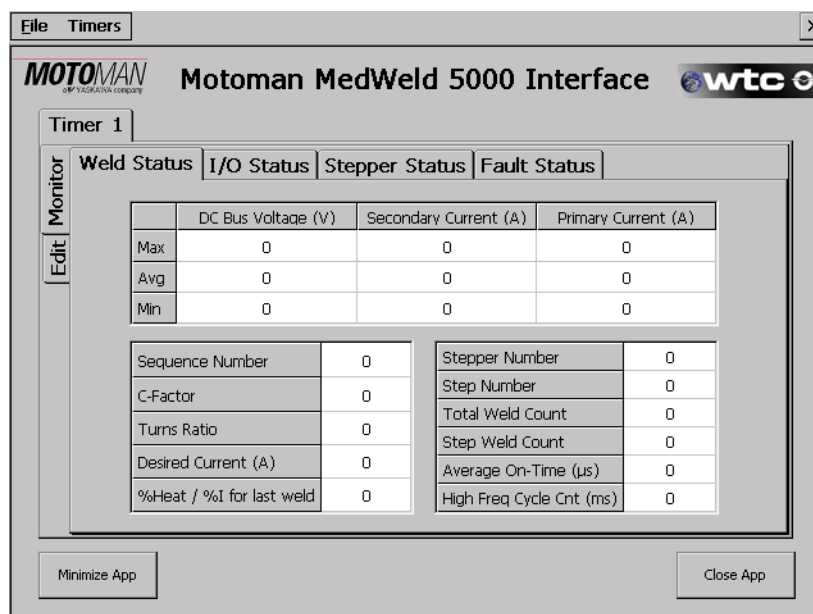 File Timers
MOTOMAN
a YASKAWA company
Motoman MedWeld 5000 Interface
wtc
Timer 1
Monitor
Edit
Weld Status I/O Status Stepper Status Fault Status
DC Bus Voltage (V) Secondary Current (A) Primary Current (A)
Max 0 0 0
Avg 0 0 0
Min 0 0 0
Sequence Number 0
C-Factor 0
Turns Ratio 0
Desired Current (A) 0
%Heat / %I for last weld 0
Stepper Number 0
Step Number 0
Total Weld Count 0
Step Weld Count 0
Average On-Time (µs) 0
High Freq Cycle Cnt (ms) 0
Minimize App
Close App